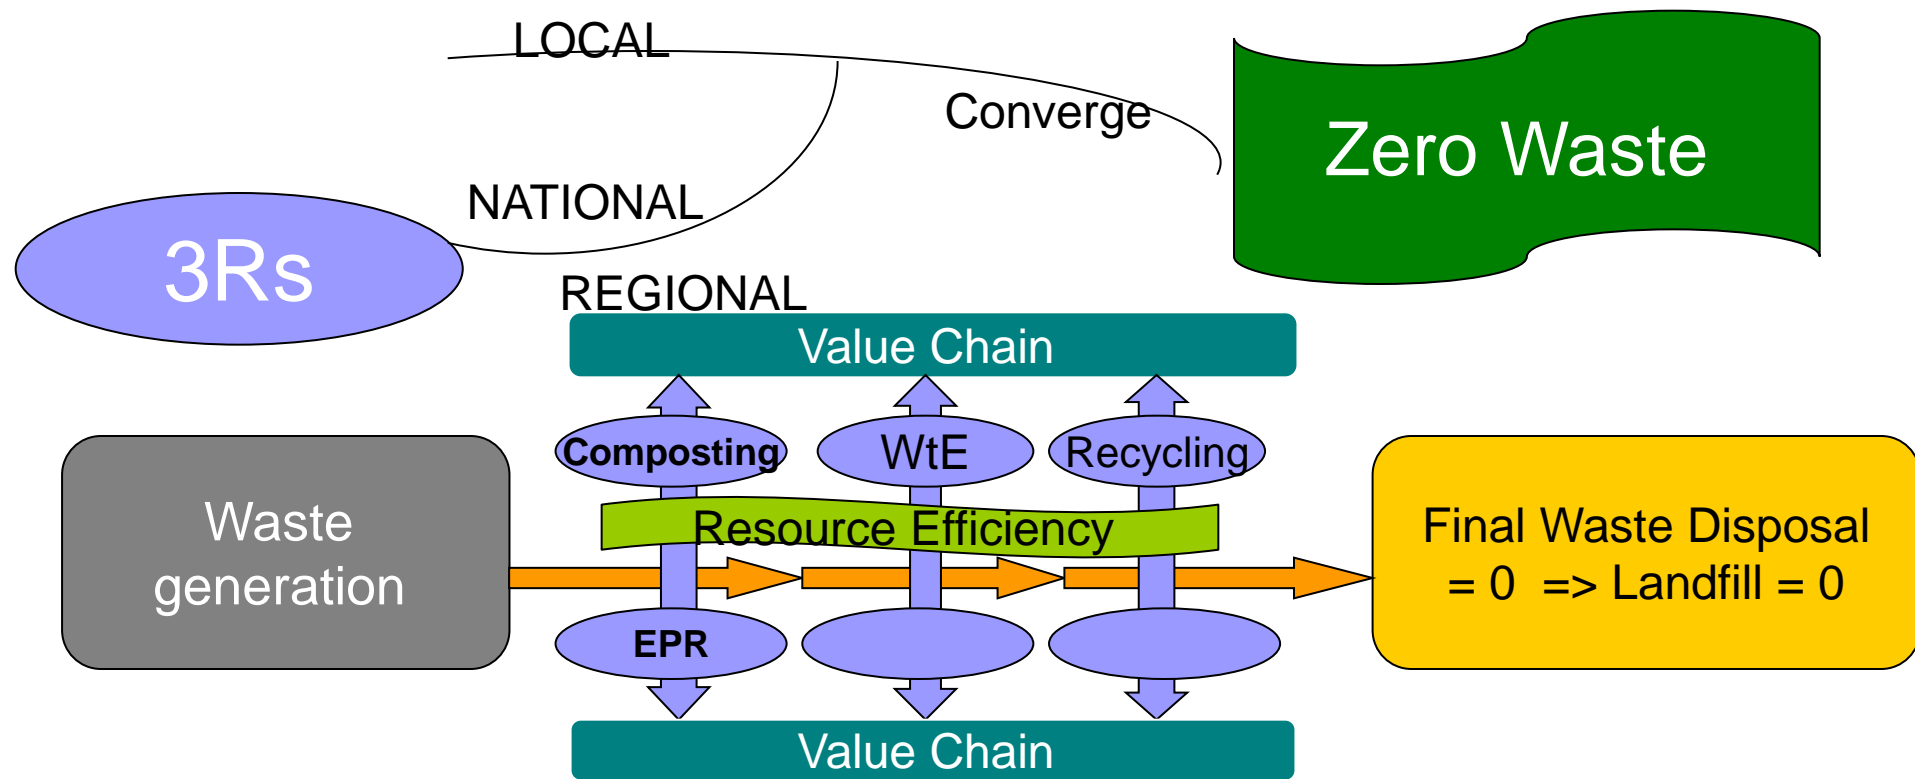 LOCAL
Converge
Zero Waste
NATIONAL
3Rs
REGIONAL
Value Chain
Composting
WtE
Recycling
Waste
generation
Resource Efficiency
Final Waste Disposal
= 0 => Landfill = 0
EPR
Value Chain